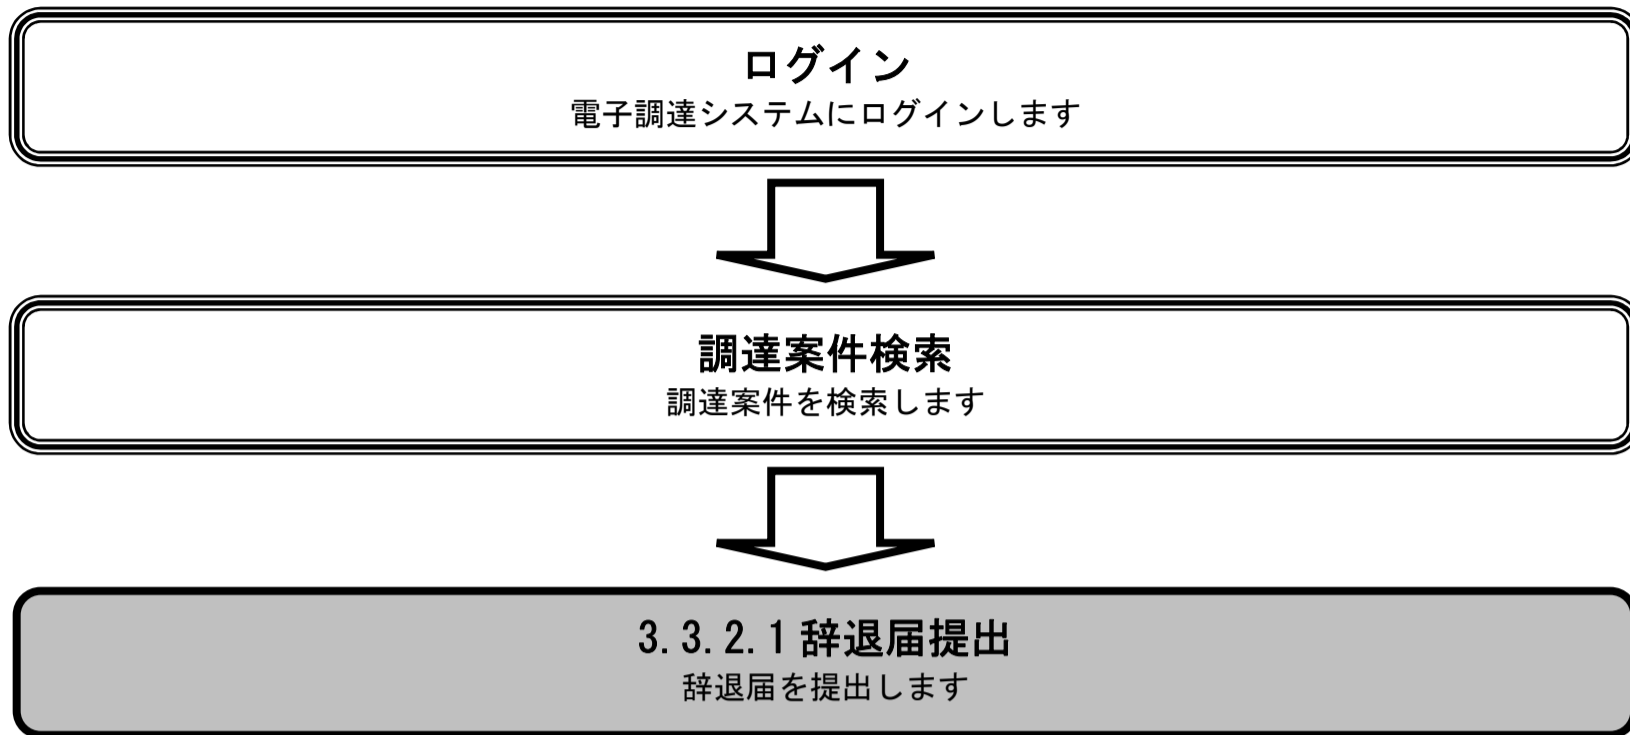 ログイン
電子調達システムにログインします
調達案件検索
調達案件を検索します
3.3.2.1 辞退届提出
辞退届を提出します